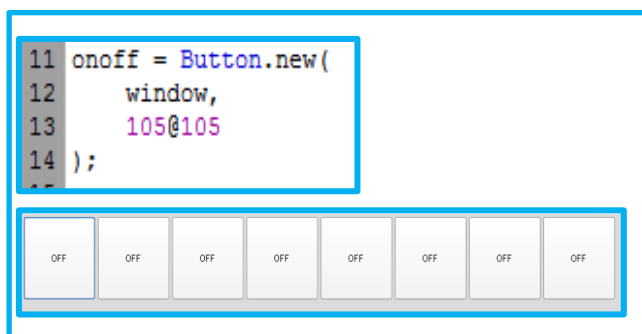 11 onoff = Button.new(
12 window,
13 105@105
14 );
OFF OFF OFF OFF OFF OFF OFF OFF